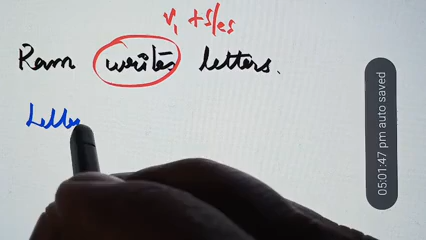 V₁ + s/es
Ram writes letters.
Lette
05:01:47 pm auto saved